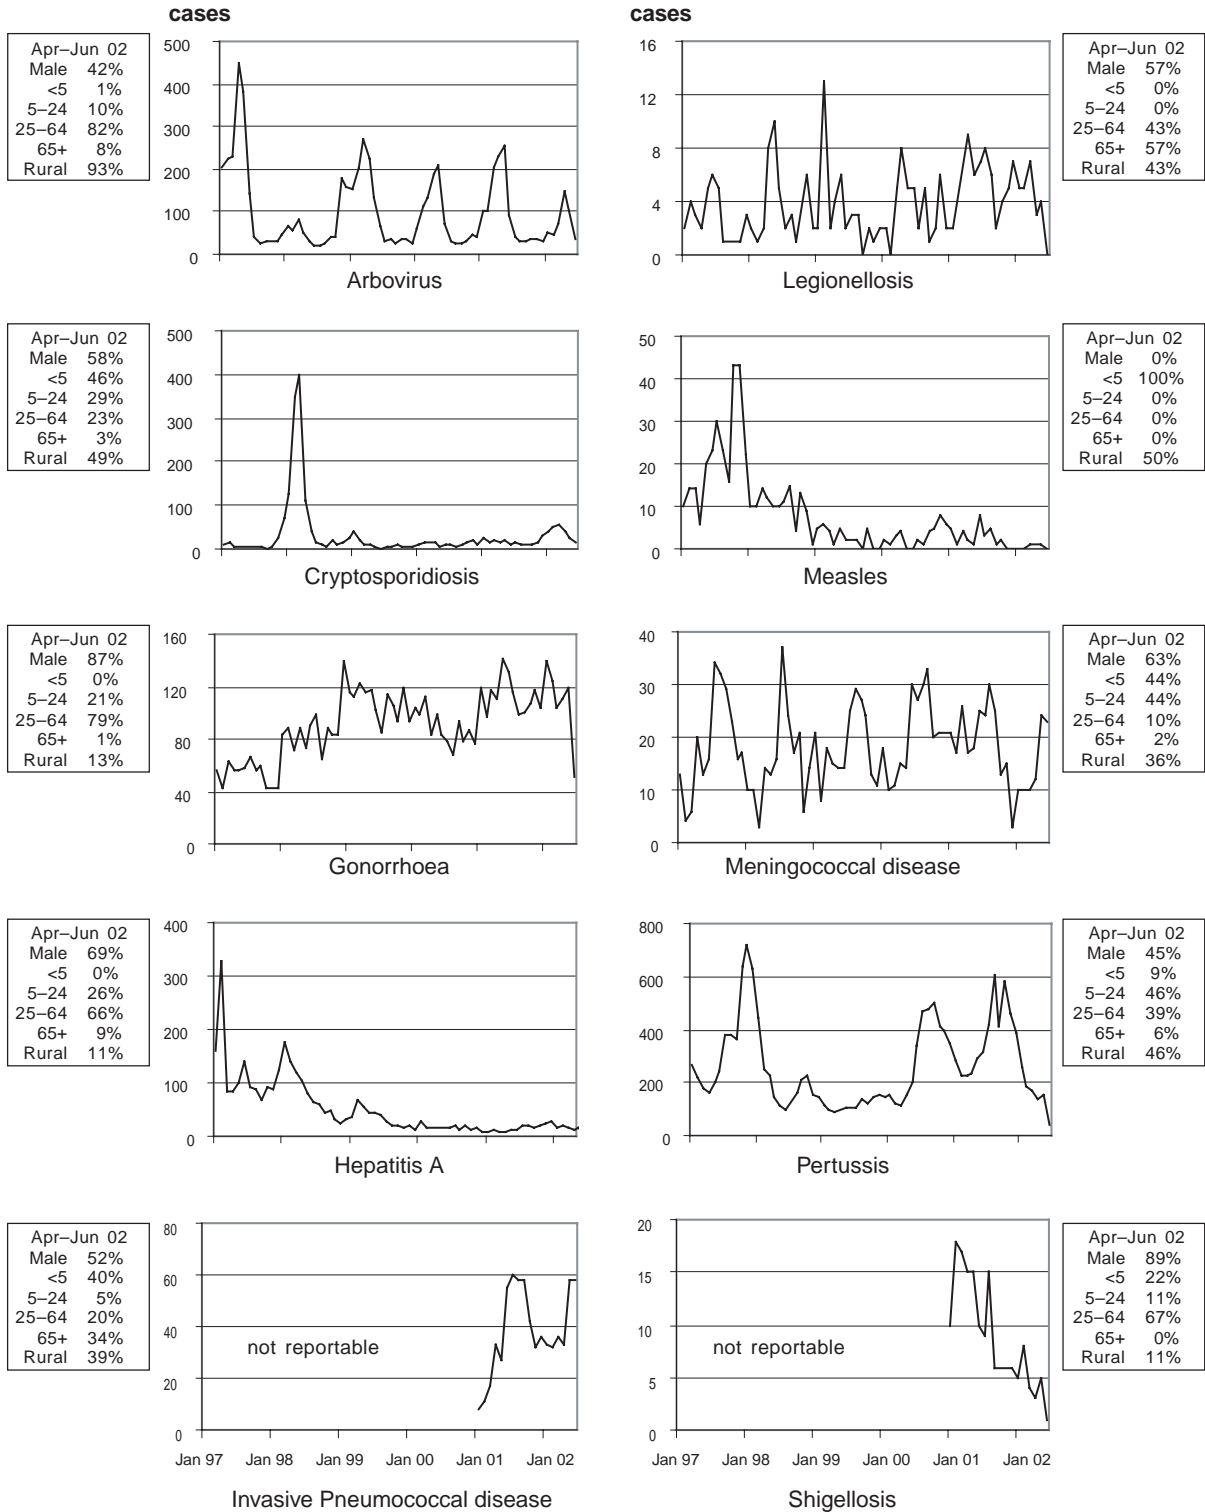 cases
cases
Apr–Jun 02
Male 42%
<5 1%
5–24 10%
25–64 82%
65+ 8%
Rural 93%
500
400
300
200
100
0
Arbovirus
16
12
8
4
0
Legionellosis
Apr–Jun 02
Male 57%
<5 0%
5–24 0%
25–64 43%
65+ 57%
Rural 43%
Apr–Jun 02
Male 58%
<5 46%
5–24 29%
25–64 23%
65+ 3%
Rural 49%
500
400
300
200
100
0
Cryptosporidiosis
50
40
30
20
10
0
Measles
Apr–Jun 02
Male 0%
<5 100%
5–24 0%
25–64 0%
65+ 0%
Rural 50%
Apr–Jun 02
Male 87%
<5 0%
5–24 21%
25–64 79%
65+ 1%
Rural 13%
160
120
80
40
0
Gonorrhoea
40
30
20
10
0
Meningococcal disease
Apr–Jun 02
Male 63%
<5 44%
5–24 44%
25–64 10%
65+ 2%
Rural 36%
Apr–Jun 02
Male 69%
<5 0%
5–24 26%
25–64 66%
65+ 9%
Rural 11%
400
300
200
100
0
Hepatitis A
800
600
400
200
0
Pertussis
Apr–Jun 02
Male 45%
<5 9%
5–24 46%
25–64 39%
65+ 6%
Rural 46%
Apr–Jun 02
Male 52%
<5 40%
5–24 5%
25–64 20%
65+ 34%
Rural 39%
80
60
40
20
0
not reportable
Jan 97 Jan 98 Jan 99 Jan 00 Jan 01 Jan 02
Invasive Pneumococcal disease
20
15
10
5
0
not reportable
Jan 97 Jan 98 Jan 99 Jan 00 Jan 01 Jan 02
Shigellosis
Apr–Jun 02
Male 89%
<5 22%
5–24 11%
25–64 67%
65+ 0%
Rural 11%